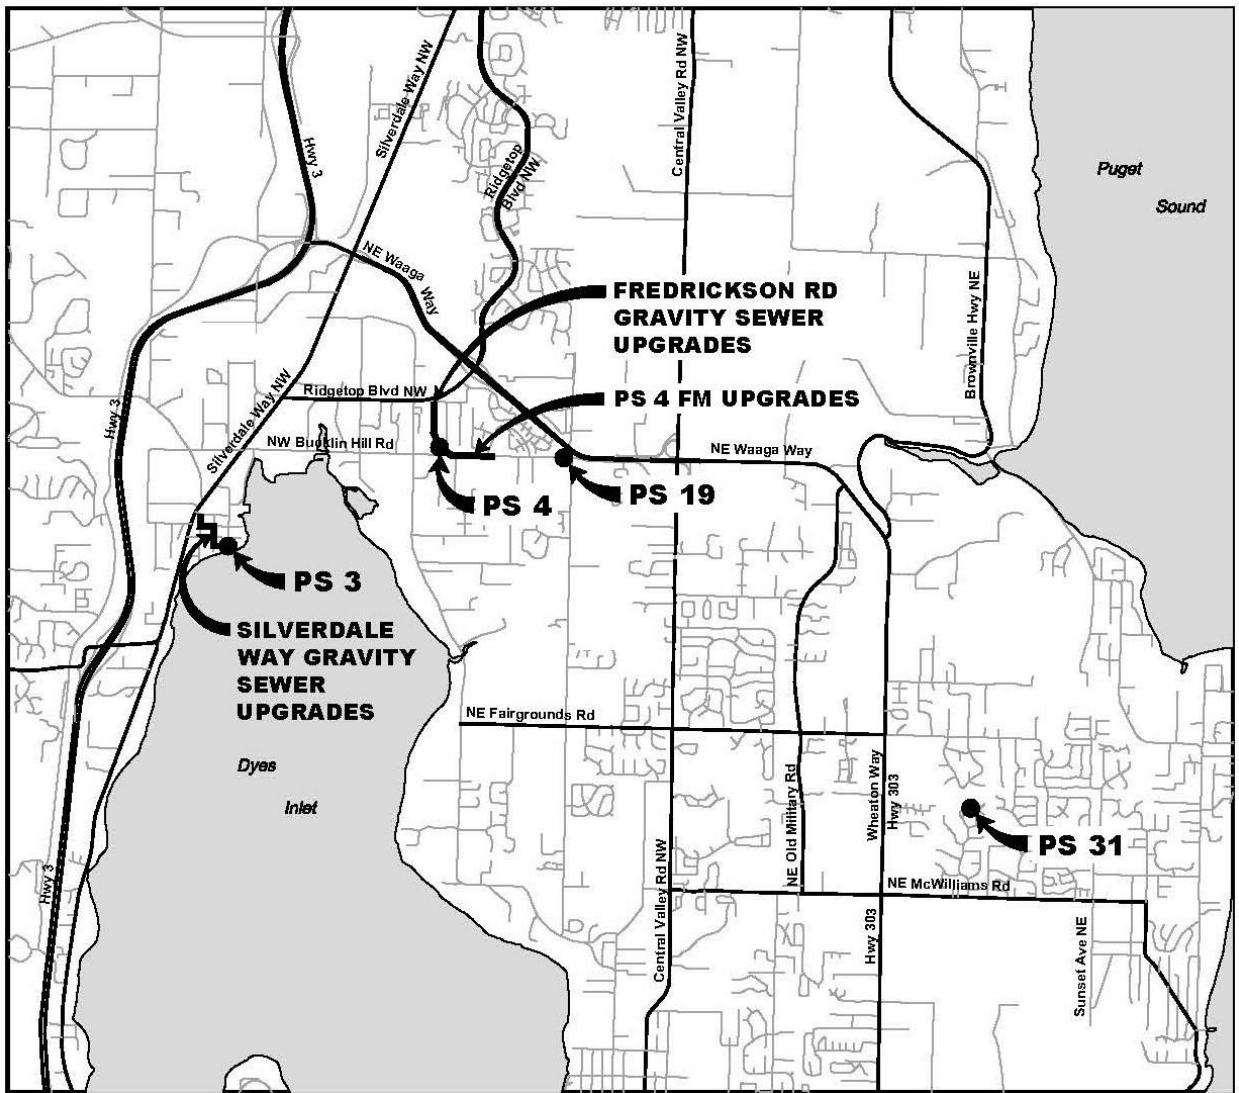 Silverdale Way NW
Central Valley Rd NW
Hwy 3
Ridgetop
Blvd NW
Puget
Sound
NE Waaga
Way
FREDRICKSON RD
GRAVITY SEWER
UPGRADES
Brownville Hwy NE
Ridgetop Blvd NW
PS 4 FM UPGRADES
Hwy 3
Silverdale Way NW
NW Bucklin Hill Rd
NE Waaga Way
PS 4
PS 19
PS 3
SILVERDALE
WAY GRAVITY
SEWER
UPGRADES
NE Fairgrounds Rd
Dyes
Inlet
NE Old Military Rd
Wheaton Way
Hwy 303
PS 31
Hwy 3
Central Valley Rd NW
NE McWilliams Rd
Hwy 303
Sunset Ave NE